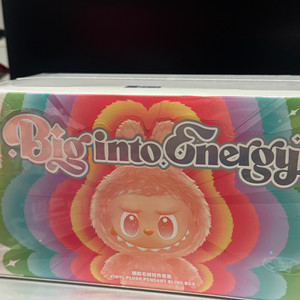 Big into Energy
VINYL PLUSH PENDANT BLIND BOX